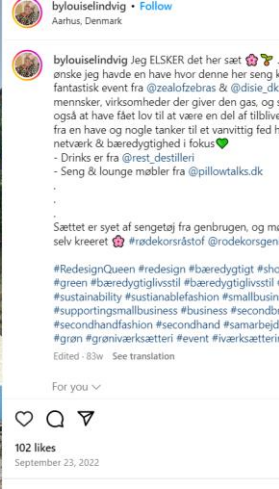 bylouiselindvig • Follow
Aarhus, Denmark
bylouiselindvig Jeg ELSKER det her sæt
ønske jeg havde en have hvor denne her seng k
fantastisk event fra @zealofzebras & @disie_dk
mennsker, virksomheder der giver den gas, og s
også at have fået lov til at være en del af tilblive
fra en have og nogle tanker til et vanvittig fed h
netværk & bæredygtighed i fokus💚
- Drinks er fra @rest_destilleri
- Seng & lounge møbler fra @pillowtalks.dk
.
.
.
Sættet er syet af sengetøj fra genbrugen, og mø
selv kreeret 🌸 #rødekorsråstof @rodekorsgen
#RedesignQueen #redesign #bæredygtigt #sho
#green #bæredygtiglivsstil #bæredygtiglivsstil
#sustainability #sustianablefashion #smallbusin
#supportingsmallbusiness #business #secondb
#secondhandfashion #secondhand #samarbejd
#grøn #grøniværksætteri #event #iværksætterin
Edited · 83w See translation
For you
102 likes
September 23, 2022